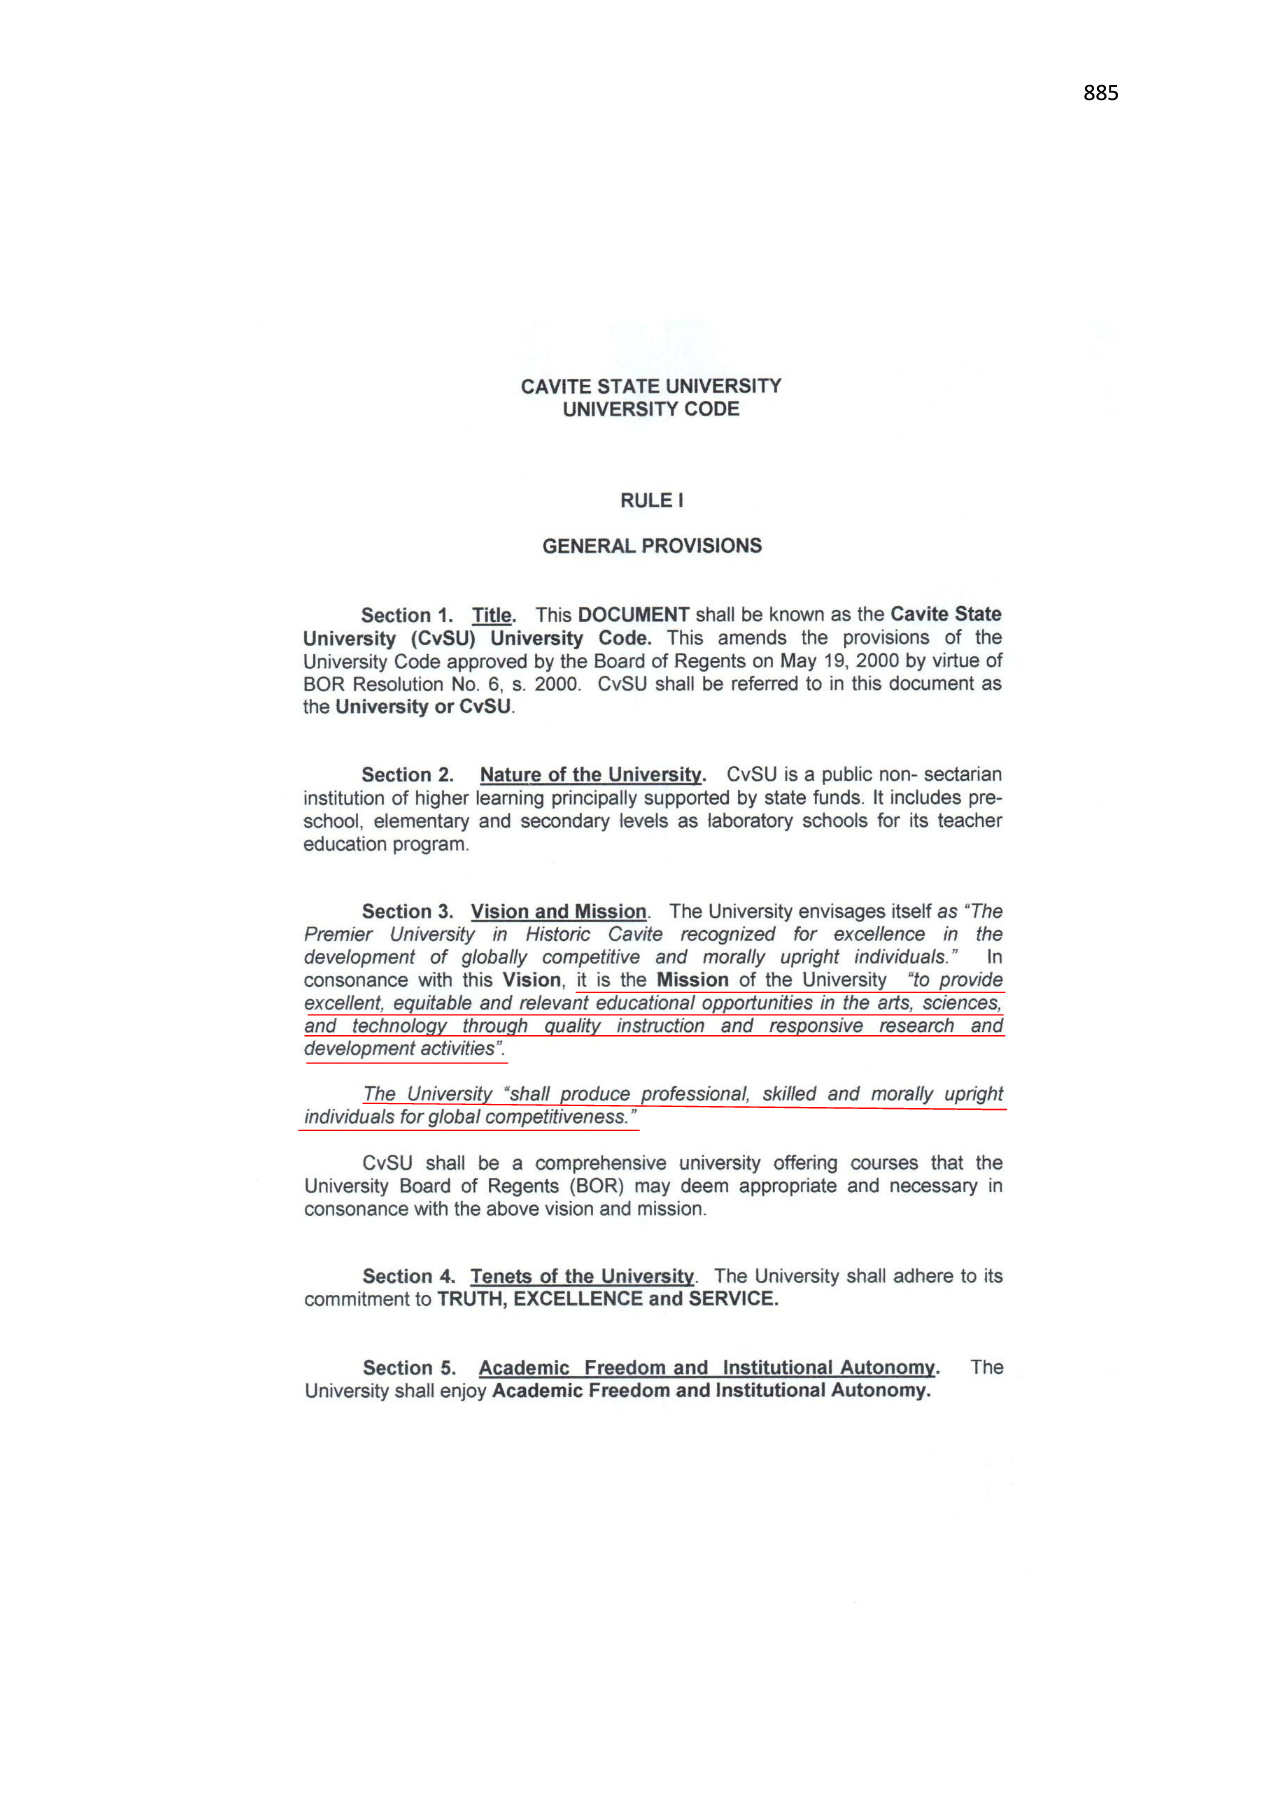 885
CAVITE STATE UNIVERSITY
UNIVERSITY CODE
RULE I
GENERAL PROVISIONS
Section 1. Title. This DOCUMENT shall be known as the Cavite State
University (CvSU) University Code. This amends the provisions of the
University Code approved by the Board of Regents on May 19, 2000 by virtue of
BOR Resolution No. 6, s. 2000. CvSU shall be referred to in this document as
the University or CvSU.
Section 2. Nature of the University. CvSU is a public non- sectarian
institution of higher learning principally supported by state funds. It includes pre-
school, elementary and secondary levels as laboratory schools for its teacher
education program.
Section 3. Vision and Mission. The University envisages itself as “The
Premier University in Historic Cavite recognized for excellence in the
development of globally competitive and morally upright individuals.” In
consonance with this Vision, it is the Mission of the University “to provide
excellent, equitable and relevant educational opportunities in the arts, sciences,
and technology through quality instruction and responsive research and
development activities”.
The University “shall produce professional, skilled and morally upright
individuals for global competitiveness.”
CvSU shall be a comprehensive university offering courses that the
University Board of Regents (BOR) may deem appropriate and necessary in
consonance with the above vision and mission.
Section 4. Tenets of the University. The University shall adhere to its
commitment to TRUTH, EXCELLENCE and SERVICE.
Section 5. Academic Freedom and Institutional Autonomy. The
University shall enjoy Academic Freedom and Institutional Autonomy.